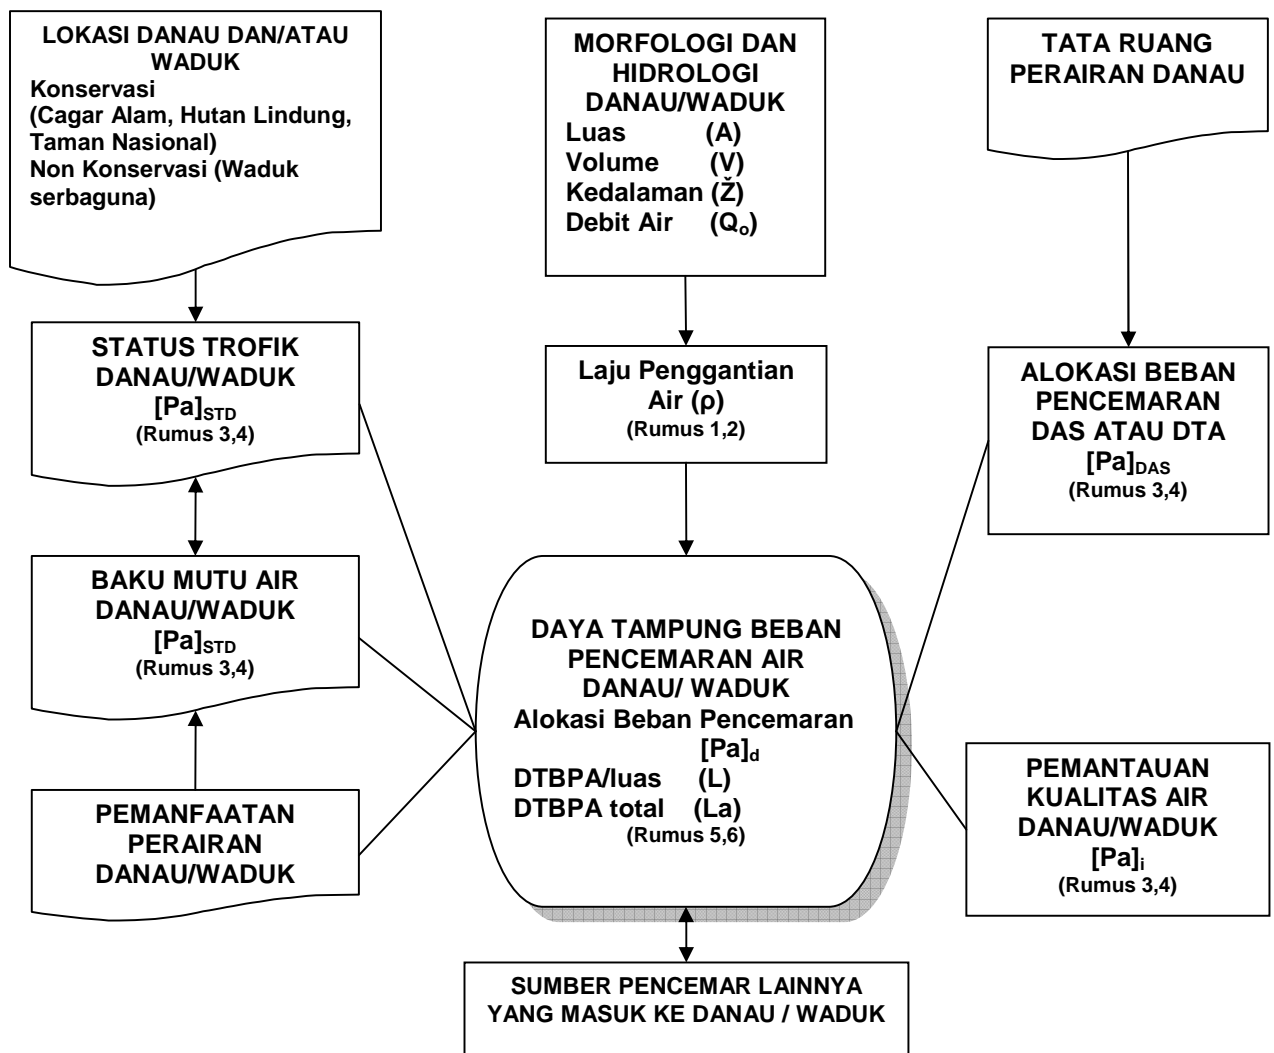 LOKASI DANAU DAN/ATAU
WADUK
Konservasi
(Cagar Alam, Hutan Lindung,
Taman Nasional)
Non Konservasi (Waduk
serbaguna)
MORFOLOGI DAN
HIDROLOGI
DANAU/WADUK
Luas (A)
Volume (V)
Kedalaman (Ž)
Debit Air (Qₒ)
TATA RUANG
PERAIRAN DANAU
STATUS TROFIK
DANAU/WADUK
[Pa]STD
(Rumus 3,4)
Laju Penggantian
Air (ρ)
(Rumus 1,2)
ALOKASI BEBAN
PENCEMARAN
DAS ATAU DTA
[Pa]DAS
(Rumus 3,4)
BAKU MUTU AIR
DANAU/WADUK
[Pa]STD
(Rumus 3,4)
DAYA TAMPUNG BEBAN
PENCEMARAN AIR
DANAU/ WADUK
Alokasi Beban Pencemaran
[Pa]d
DTBPA/luas (L)
DTBPA total (La)
(Rumus 5,6)
PEMANFAATAN
PERAIRAN
DANAU/WADUK
PEMANTAUAN
KUALITAS AIR
DANAU/WADUK
[Pa]i
(Rumus 3,4)
SUMBER PENCEMAR LAINNYA
YANG MASUK KE DANAU / WADUK